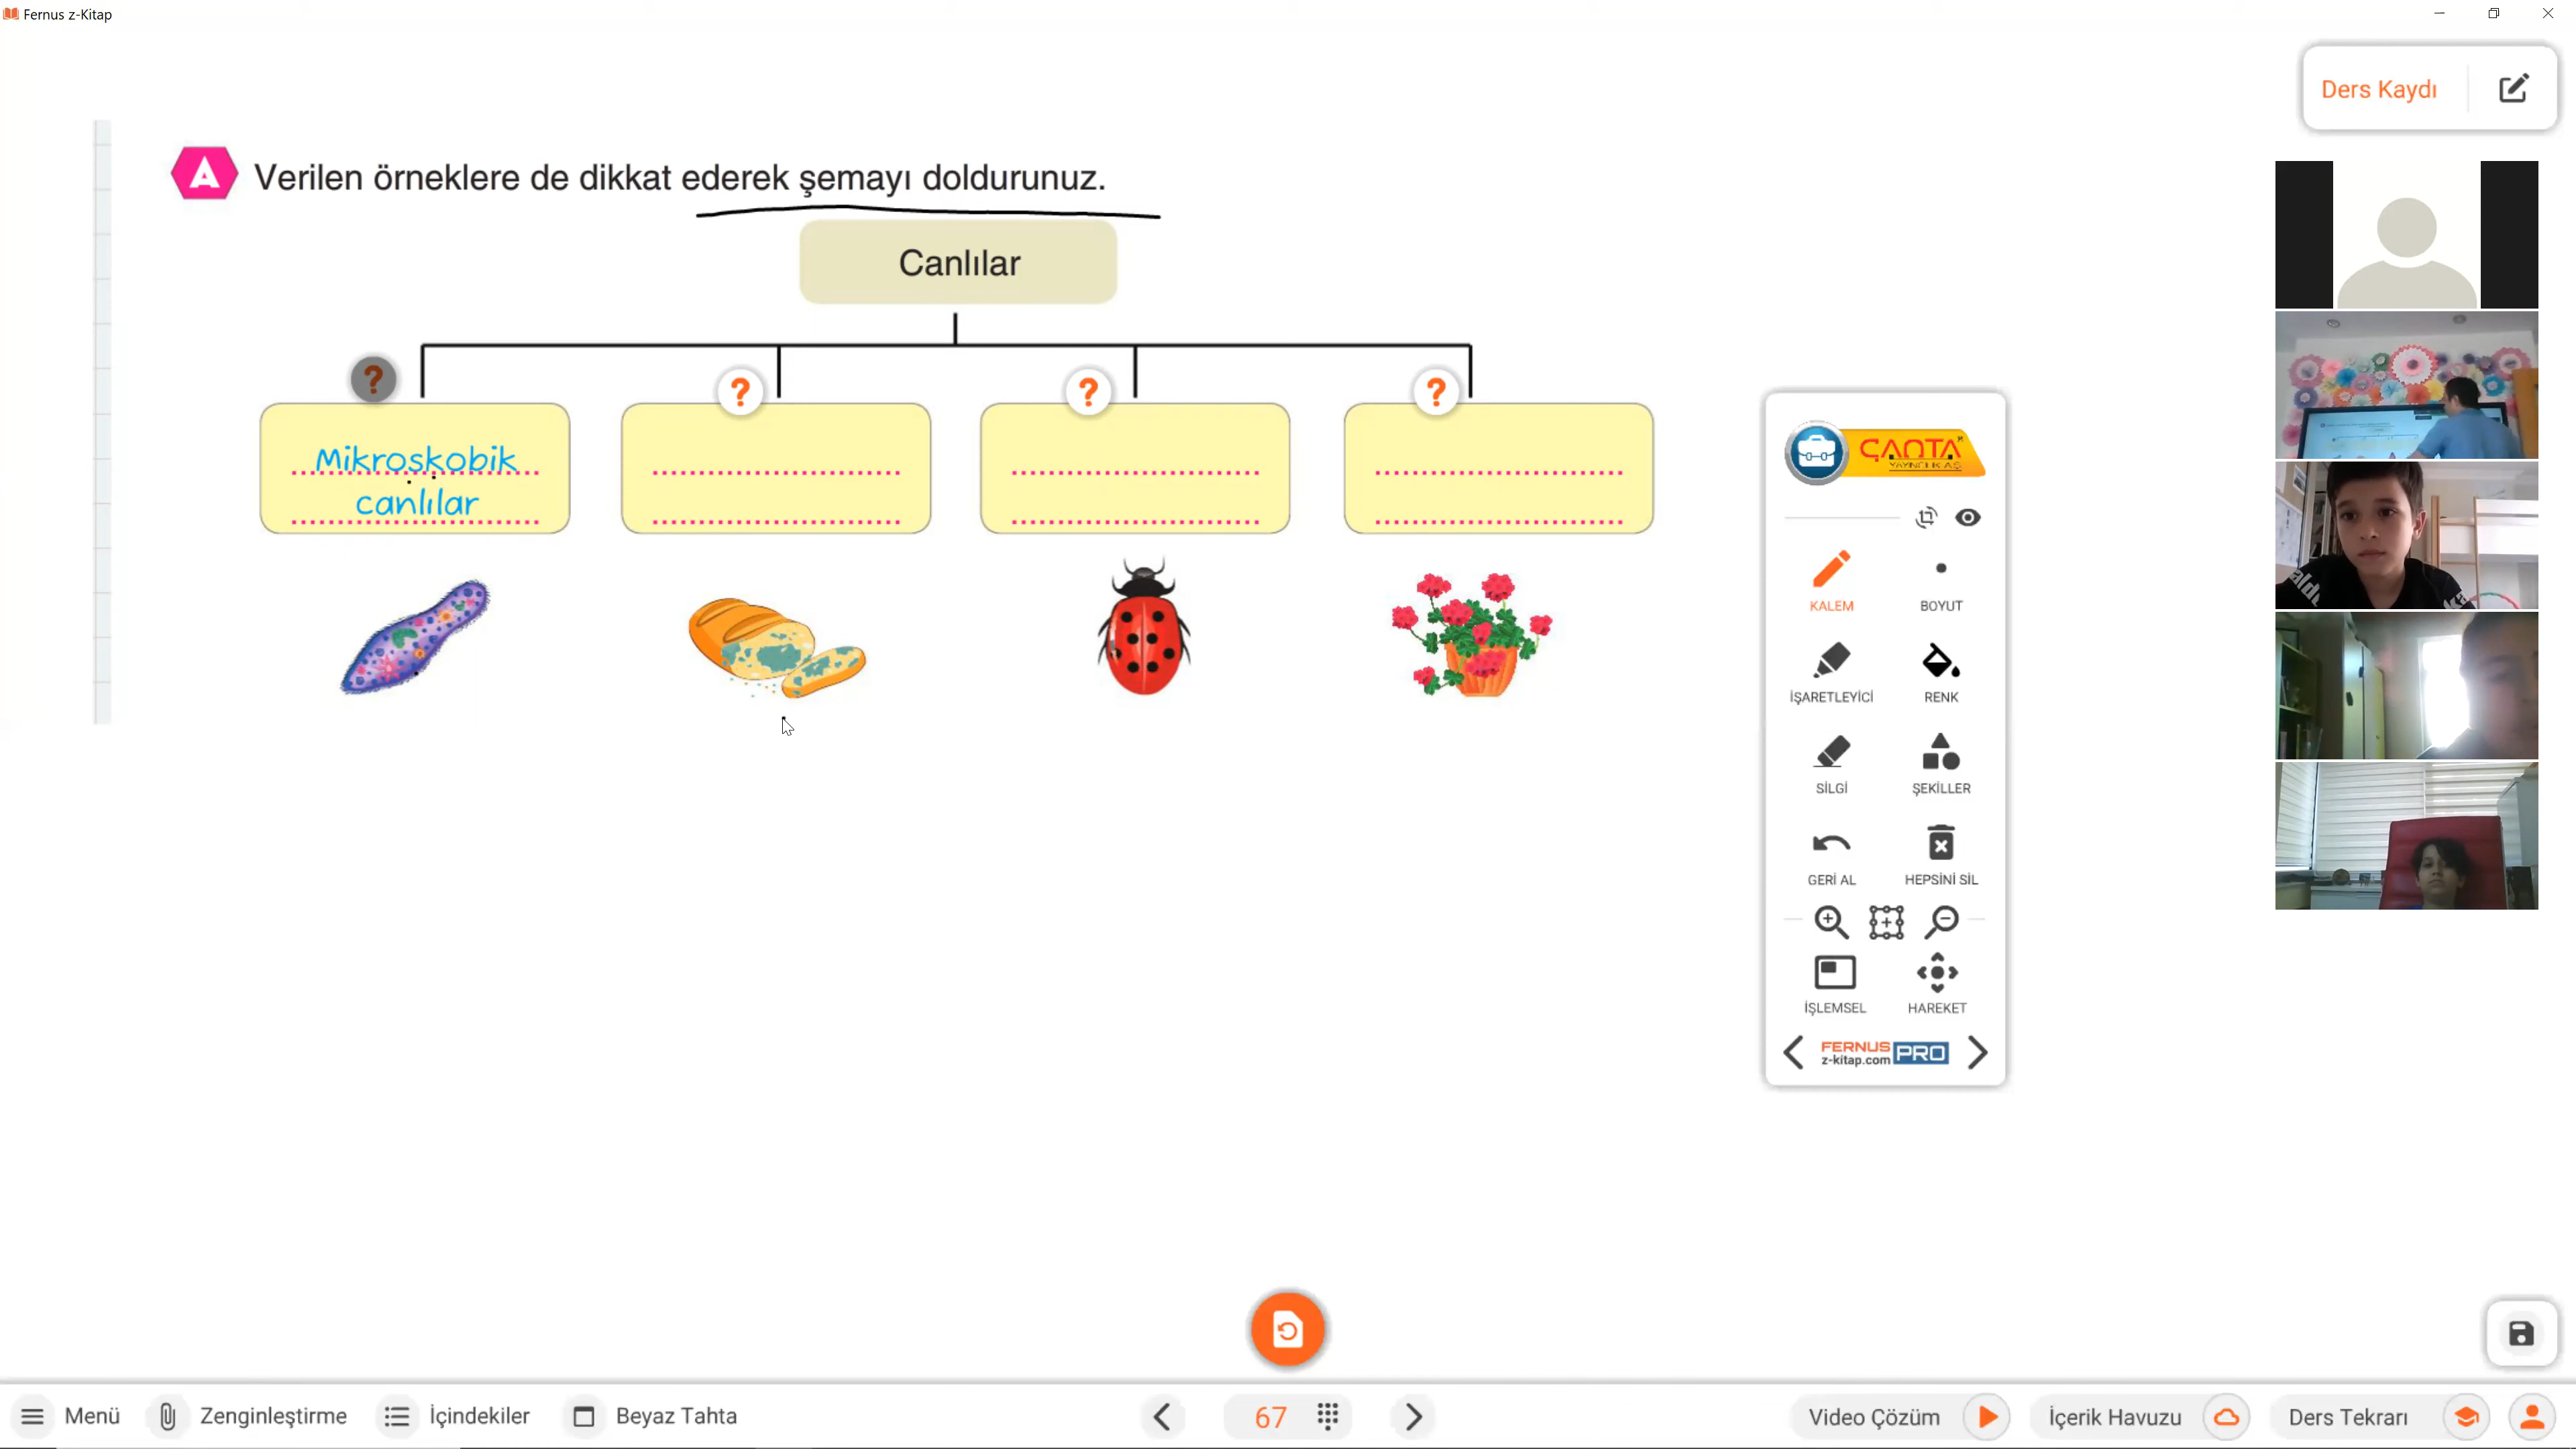 Fernus z-Kitap
Ders Kaydı
A Verilen örneklere de dikkat ederek şemayı doldurunuz.
Canlılar
? ? ? ?
Mikroskobik
canlılar
ÇANTA
YAYINCILIK A.Ş.
KALEM BOYUT
İŞARETLEYİCİ RENK
SİLGİ ŞEKİLLER
GERİ AL HEPSİNİ SİL
İŞLEMSEL HAREKET
FERNUS
z-kitap.com PRO
Menü Zenginleştirme İçindekiler Beyaz Tahta 67 Video Çözüm İçerik Havuzu Ders Tekrarı